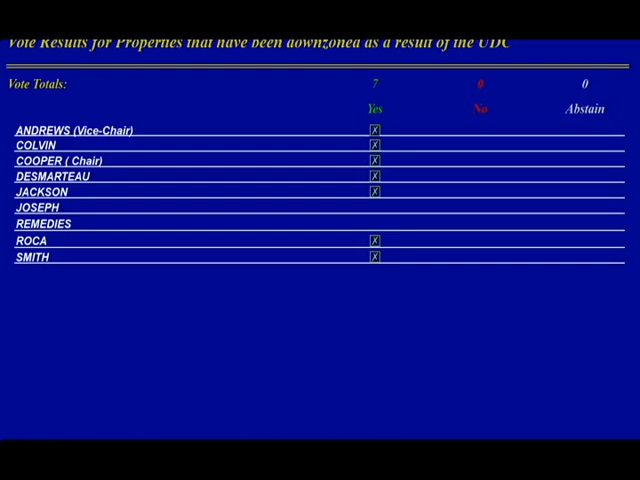 Vote Results for Properties that have been downzoned as a result of the UDC
Vote Totals: 7 0 0
Yes No Abstain
ANDREWS (Vice-Chair) ☒
COLVIN ☒
COOPER ( Chair) ☒
DESMARTEAU ☒
JACKSON ☒
JOSEPH
REMEDIES
ROCA ☒
SMITH ☒